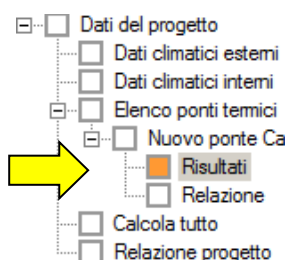 Dati del progetto
Dati climatici esterni
Dati climatici interni
Elenco ponti termici
Nuovo ponte Ca
Risultati
Relazione
Calcola tutto
Relazione progetto